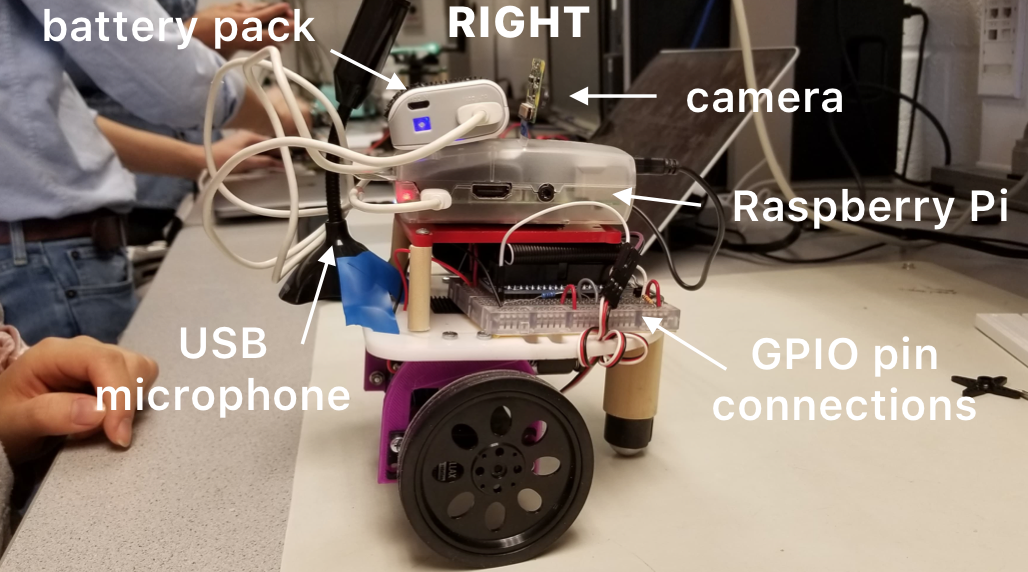 battery pack
RIGHT
camera
Raspberry Pi
USB
microphone
GPIO pin
connections